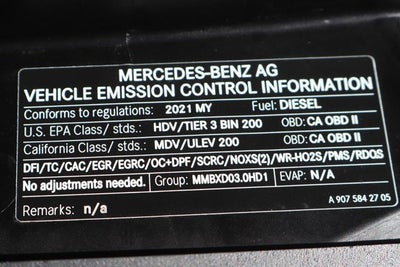 MERCEDES-BENZ AG
VEHICLE EMISSION CONTROL INFORMATION
Conforms to regulations: 2021 MY Fuel: DIESEL
U.S. EPA Class/ stds.: HDV/TIER 3 BIN 200 OBD: CA OBD II
California Class/ stds.: MDV/ULEV 200 OBD: CA OBD II
DFI/TC/CAC/EGR/EGRC/OC+DPF/SCRC/NOXS(2)/WR-HO2S/PMS/RDQS
No adjustments needed. Group: MMBXD03.0HD1 EVAP: N/A
Remarks: n/a A 907 584 27 05